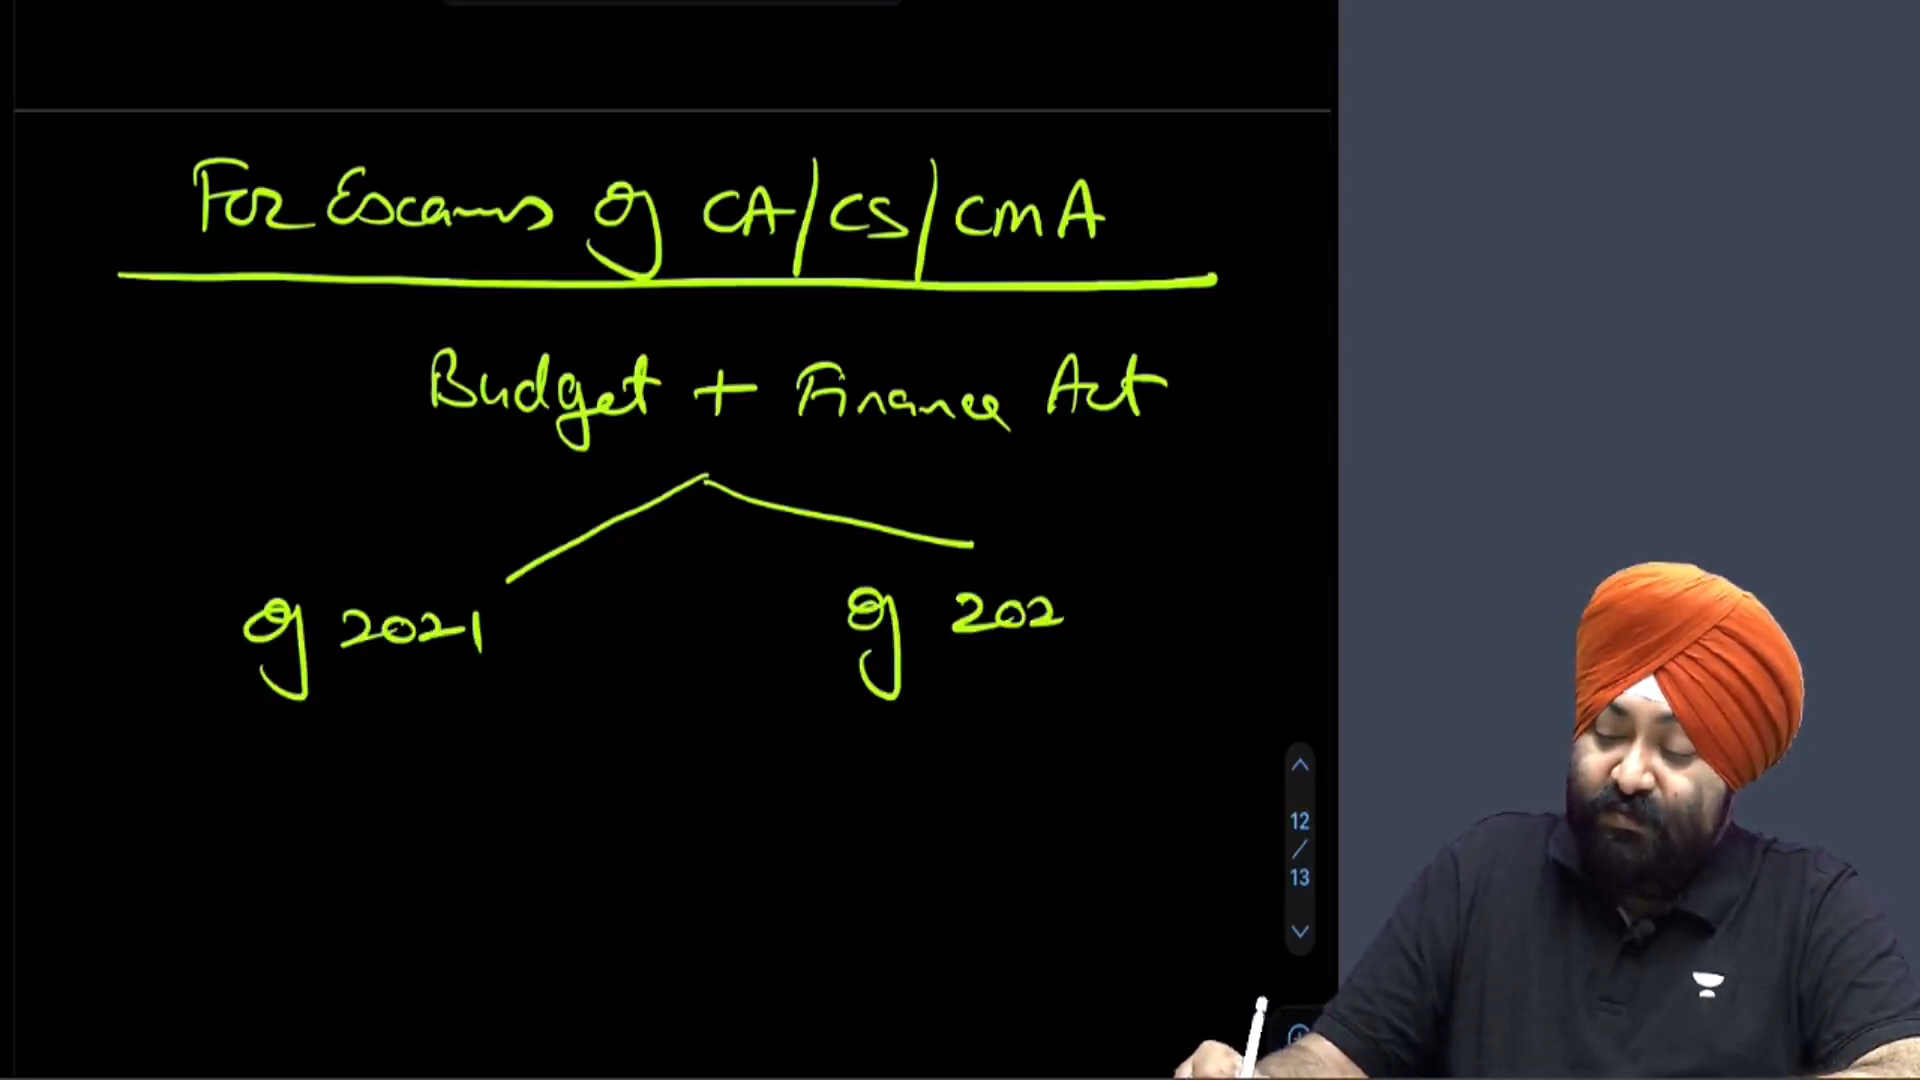 For Exams of CA/CS/CMA
Budget + Finance Act
of 2021
of 202
12
/
13